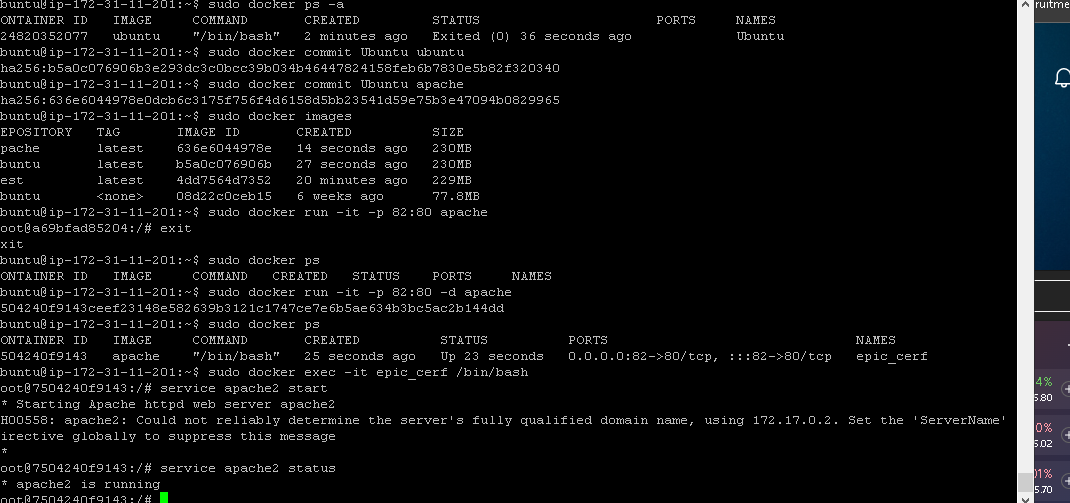 buntu@ip-172-31-11-201:~$ sudo docker ps -a
ONTAINER ID   IMAGE     COMMAND       CREATED         STATUS                      PORTS     NAMES
24820352077   ubuntu    "/bin/bash"   2 minutes ago   Exited (0) 36 seconds ago             Ubuntu
buntu@ip-172-31-11-201:~$ sudo docker commit Ubuntu ubuntu
ha256:b5a0c076906b3e293dc3c0bcc39b034b46447824158feb6b7830e5b82f320340
buntu@ip-172-31-11-201:~$ sudo docker commit Ubuntu apache
ha256:636e6044978e0dcb6c3175f756f4d6158d5bb23541d59e75b3e47094b0829965
buntu@ip-172-31-11-201:~$ sudo docker images
EPOSITORY   TAG       IMAGE ID       CREATED          SIZE
pache       latest    636e6044978e   14 seconds ago   230MB
buntu       latest    b5a0c076906b   27 seconds ago   230MB
est         latest    4dd7564d7352   20 minutes ago   229MB
buntu       <none>    08d22c0ceb15   6 weeks ago      77.8MB
buntu@ip-172-31-11-201:~$ sudo docker run -it -p 82:80 apache
oot@a69bfad85204:/# exit
xit
buntu@ip-172-31-11-201:~$ sudo docker ps
ONTAINER ID   IMAGE     COMMAND   CREATED   STATUS    PORTS     NAMES
buntu@ip-172-31-11-201:~$ sudo docker run -it -p 82:80 -d apache
504240f9143ceef23148e582639b3121c1747ce7e6b5ae634b3bc5ac2b144dd
buntu@ip-172-31-11-201:~$ sudo docker ps
ONTAINER ID   IMAGE     COMMAND       CREATED          STATUS          PORTS                               NAMES
504240f9143   apache    "/bin/bash"   25 seconds ago   Up 23 seconds   0.0.0.0:82->80/tcp, :::82->80/tcp   epic_cerf
buntu@ip-172-31-11-201:~$ sudo docker exec -it epic_cerf /bin/bash
oot@7504240f9143:/# service apache2 start
* Starting Apache httpd web server apache2
H00558: apache2: Could not reliably determine the server's fully qualified domain name, using 172.17.0.2. Set the 'ServerName'
irective globally to suppress this message
*
oot@7504240f9143:/# service apache2 status
* apache2 is running
oot@7504240f9143:/#
ruitme
4%
5.80
0%
5.02
01%
5.70